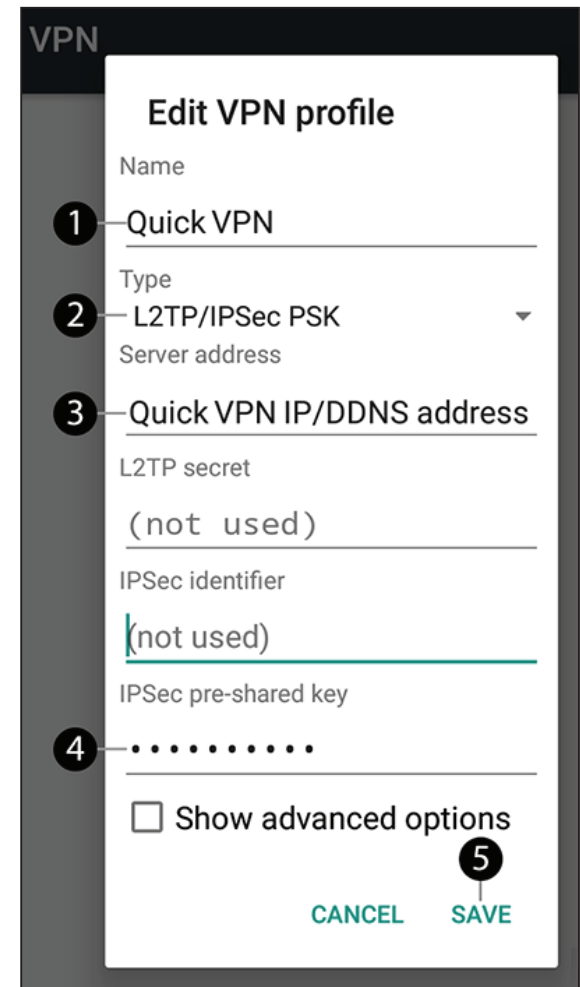 VPN
Edit VPN profile
Name
1 Quick VPN
Type
2 L2TP/IPSec PSK
Server address
3 Quick VPN IP/DDNS address
L2TP secret
(not used)
IPSec identifier
(not used)
IPSec pre-shared key
4 ••••••••••
Show advanced options
5
CANCEL SAVE